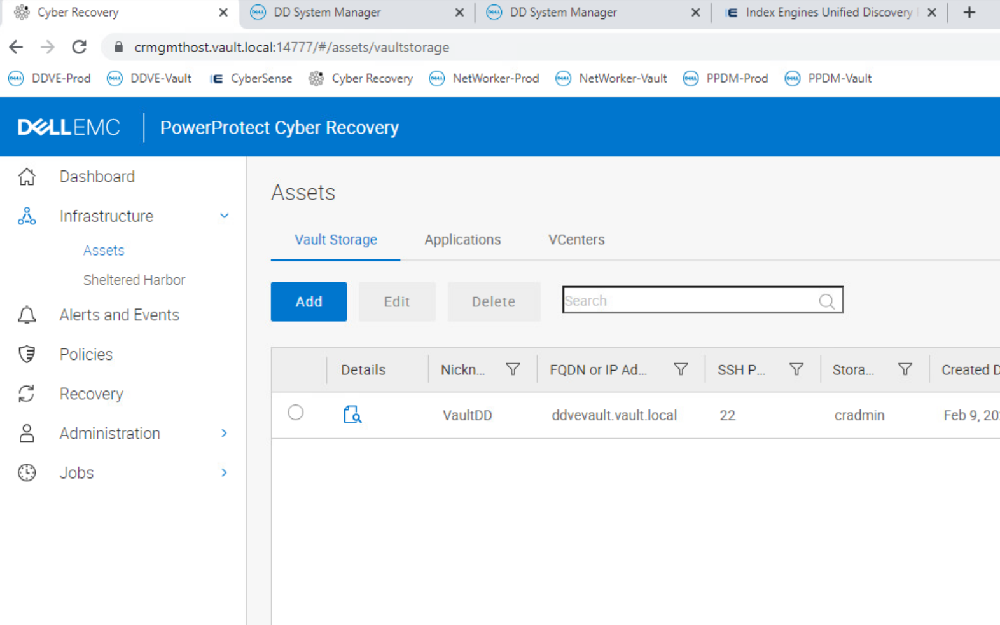 Cyber Recovery
DD System Manager
DD System Manager
Index Engines Unified Discovery
crmgmthost.vault.local:14777/#/assets/vaultstorage
DDVE-Prod
DDVE-Vault
CyberSense
Cyber Recovery
NetWorker-Prod
NetWorker-Vault
PPDM-Prod
PPDM-Vault
DELLEMC
PowerProtect Cyber Recovery
Dashboard
Infrastructure
Assets
Sheltered Harbor
Alerts and Events
Policies
Recovery
Administration
Jobs
Assets
Vault Storage
Applications
VCenters
Add
Edit
Delete
Search
Details
Nickn...
FQDN or IP Ad...
SSH P...
Stora...
Created D
VaultDD
ddvevault.vault.local
22
cradmin
Feb 9, 20